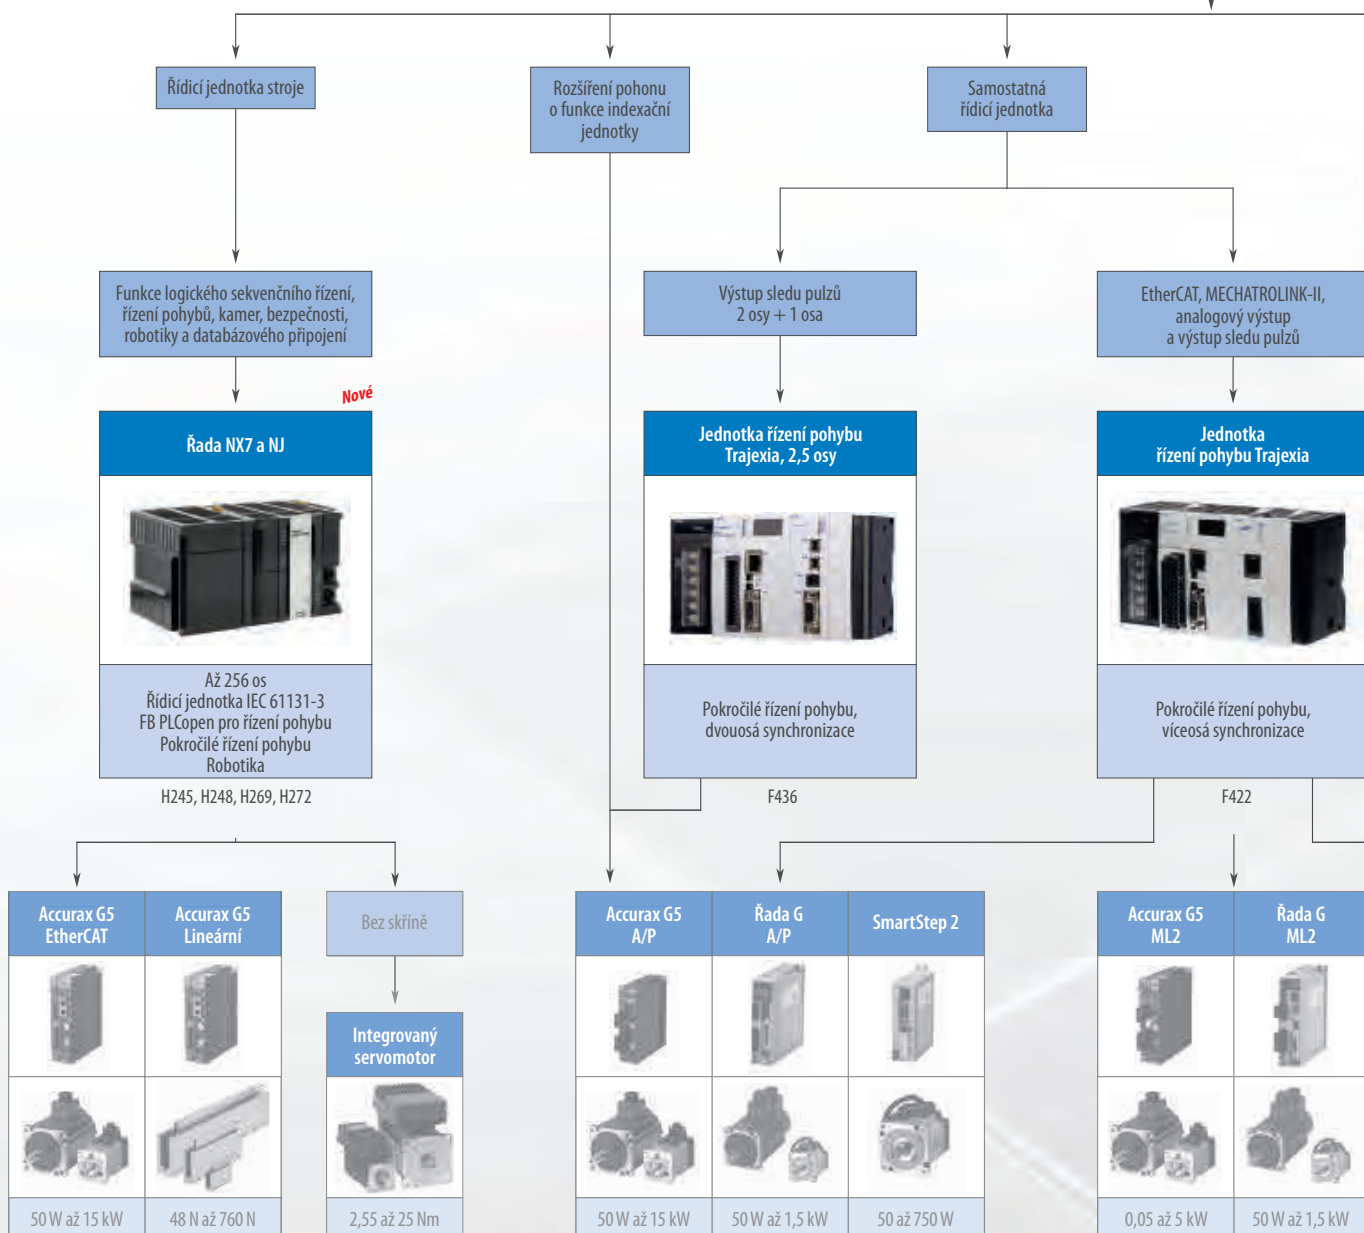 Řídicí jednotka stroje
Rozšíření pohonu
o funkce indexační
jednotky
Samostatná
řídicí jednotka
Funkce logického sekvenčního řízení,
řízení pohybů, kamer, bezpečnosti,
robotiky a databázového připojení
Výstup sledu pulzů
2 osy + 1 osa
EtherCAT, MECHATROLINK-II,
analogový výstup
a výstup sledu pulzů
Nové
Řada NX7 a NJ
Jednotka řízení pohybu
Trajexia, 2,5 osy
Jednotka
řízení pohybu Trajexia
Až 256 os
Řídicí jednotka IEC 61131-3
FB PLCopen pro řízení pohybu
Pokročilé řízení pohybu
Robotika
Pokročilé řízení pohybu,
dvouosá synchronizace
Pokročilé řízení pohybu,
víceosá synchronizace
H245, H248, H269, H272
F436
F422
Accurax G5
EtherCAT
Accurax G5
Lineární
Bez skříně
Integrovaný
servomotor
Accurax G5
A/P
Řada G
A/P
SmartStep 2
Accurax G5
ML2
Řada G
ML2
50 W až 15 kW
48 N až 760 N
2,55 až 25 Nm
50 W až 15 kW
50 W až 1,5 kW
50 až 750 W
0,05 až 5 kW
50 W až 1,5 kW